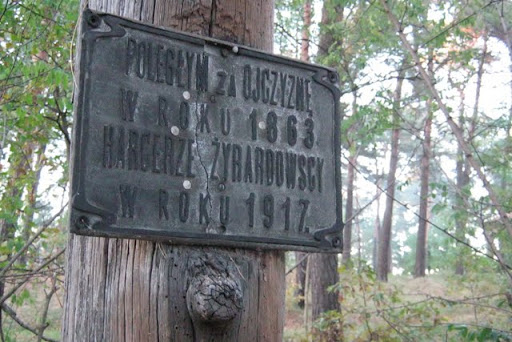 POLEGŁYM ZA OJCZYZNĘ
W ROKU 1863
HARCERZE ŻYRARDOWSCY
W ROKU 1917.